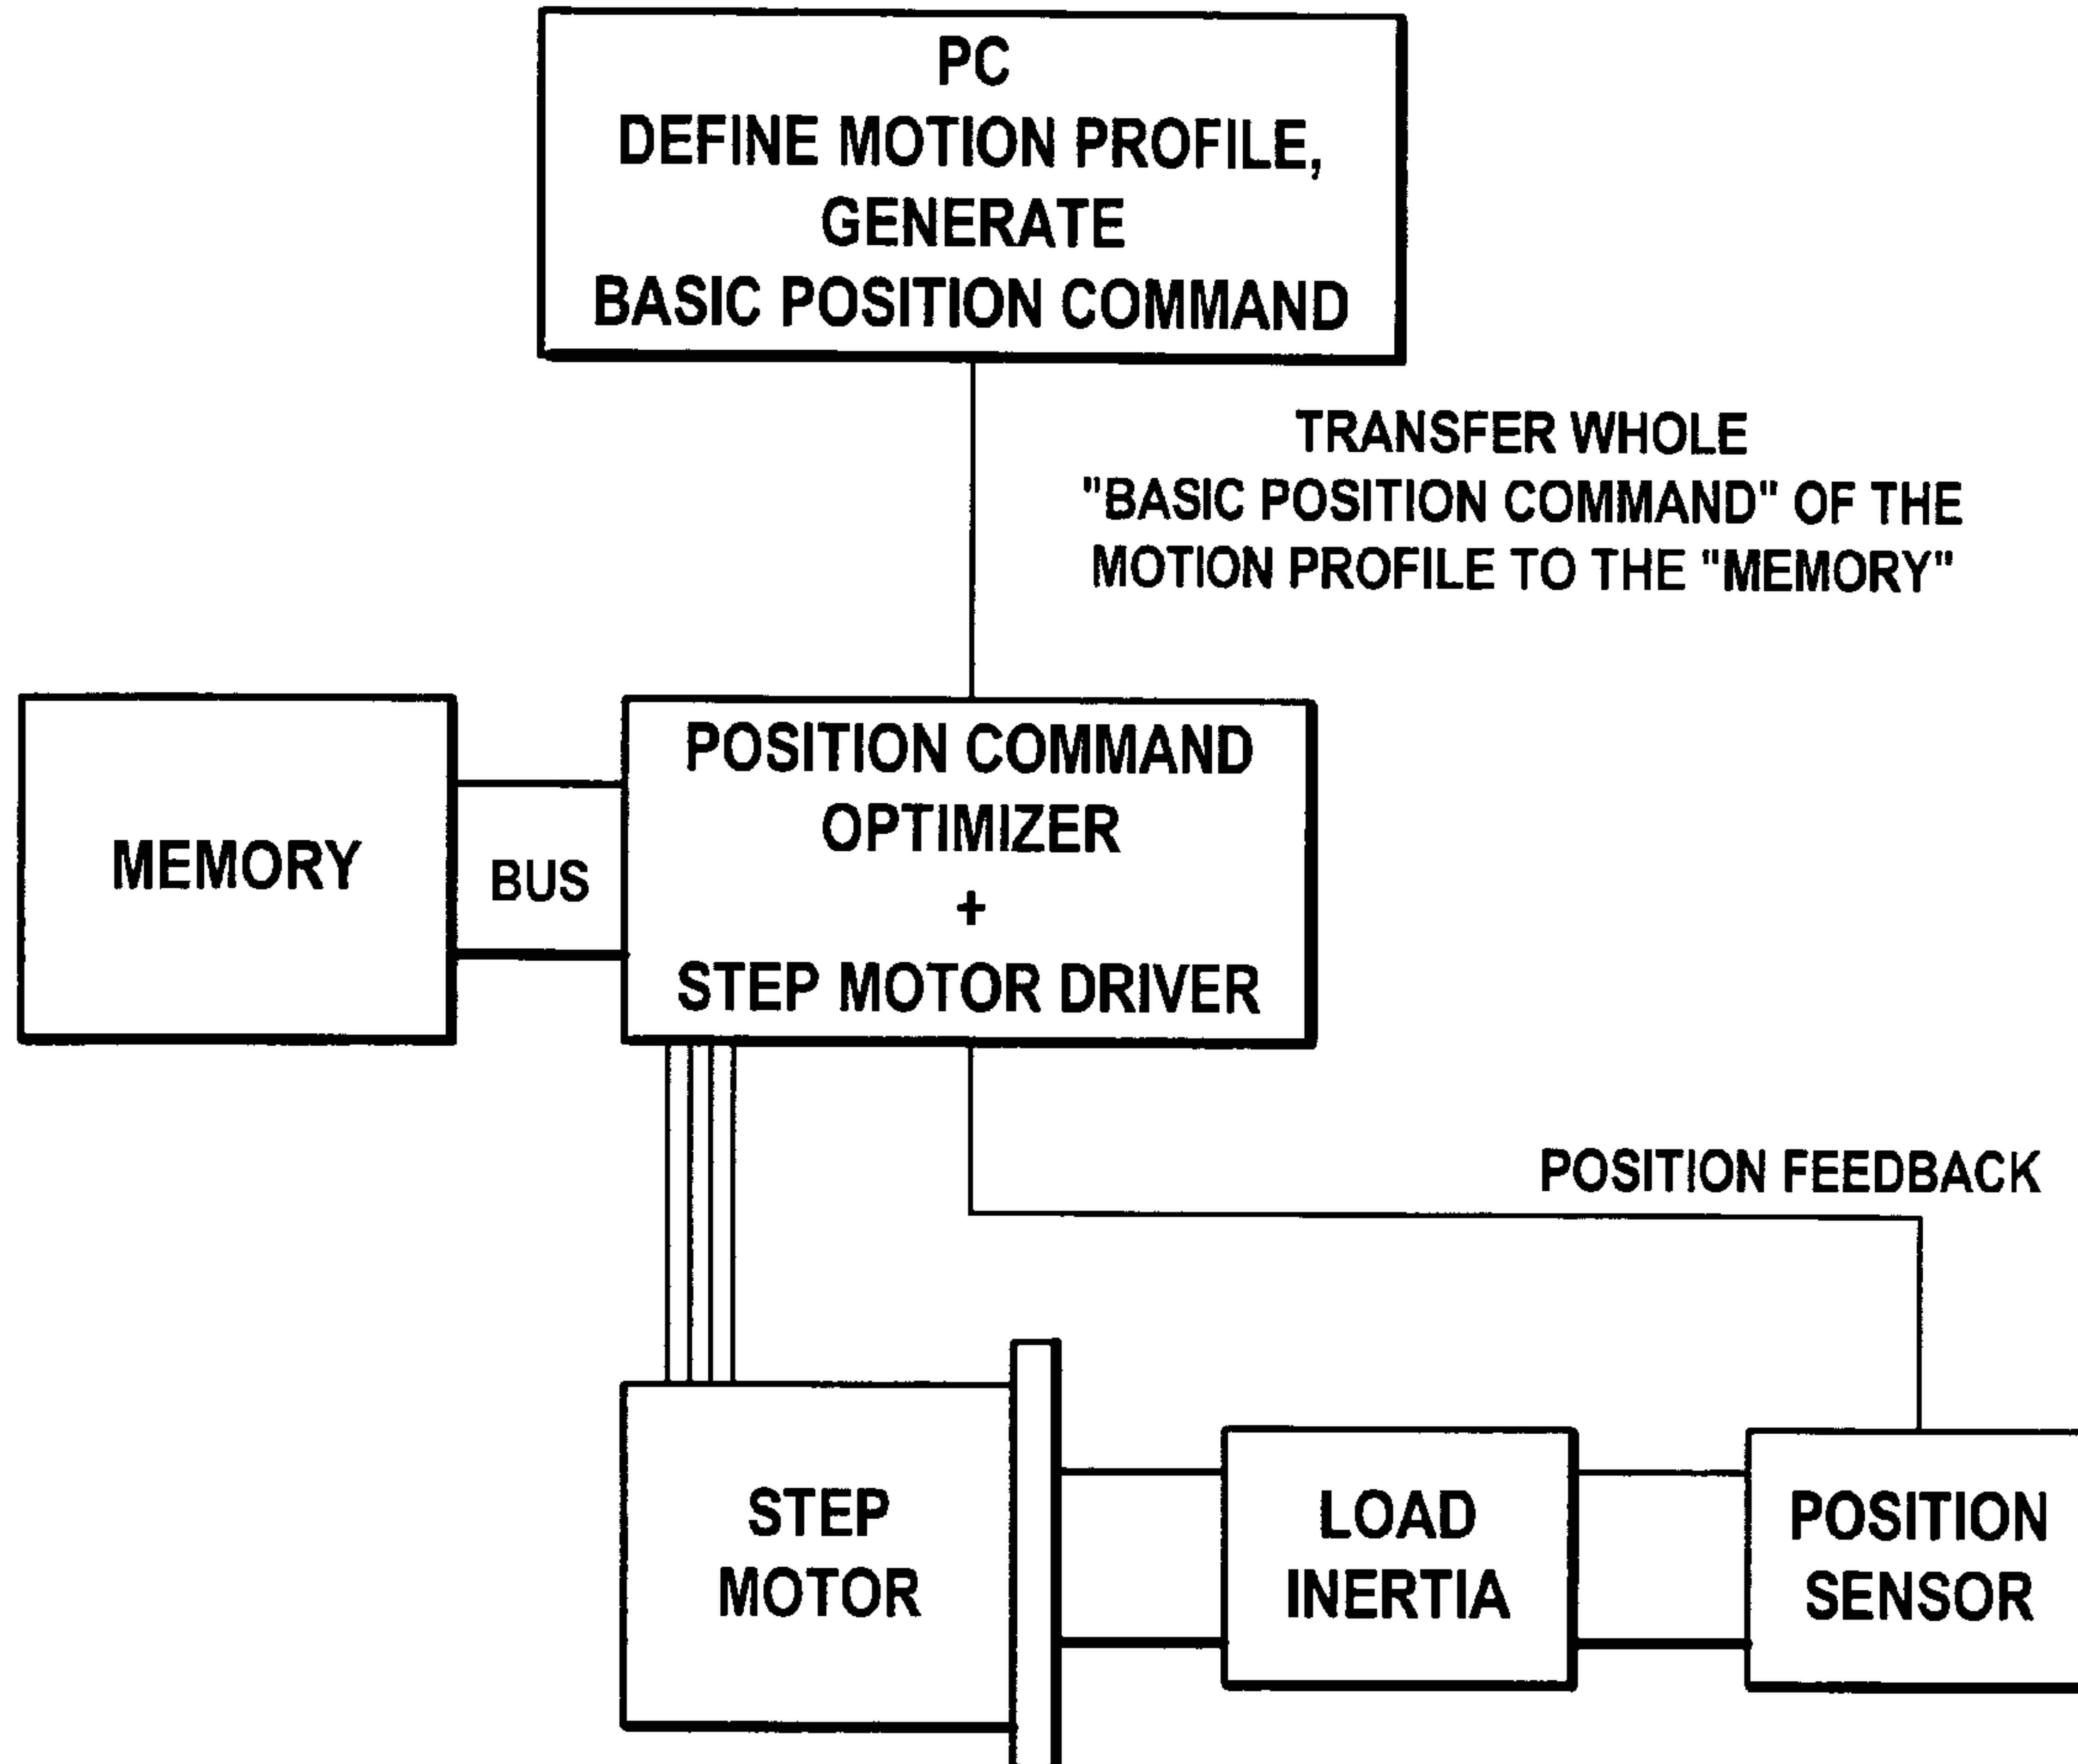 PC
DEFINE MOTION PROFILE,
GENERATE
BASIC POSITION COMMAND
TRANSFER WHOLE
"BASIC POSITION COMMAND" OF THE
MOTION PROFILE TO THE "MEMORY"
MEMORY
BUS
POSITION COMMAND
OPTIMIZER
+
STEP MOTOR DRIVER
POSITION FEEDBACK
STEP
MOTOR
LOAD
INERTIA
POSITION
SENSOR